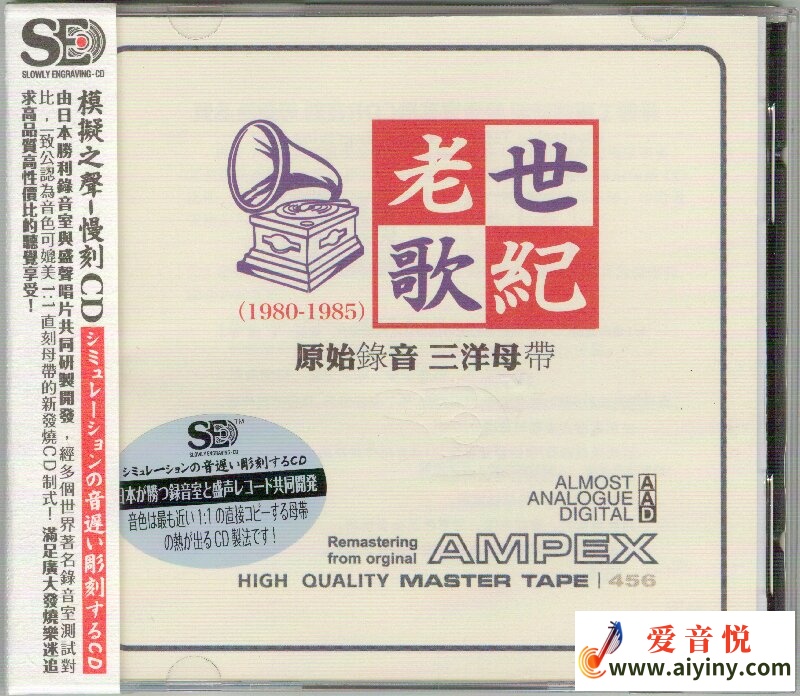 SE
SLOWLY ENGRAVING-CD
模擬之聲-慢刻CD シミュレーションの音遅い彫刻するCD
由日本勝利錄音室與盛聲唱片共同研製開發，經多個世界著名錄音室測試對
比，一致公認為音色可媲美1:1直刻母帶的新發燒CD制式！滿足廣大發燒樂迷追
求高品質高性價比的聽覺享受！
世紀
老歌
(1980-1985)
原始錄音 三洋母帶
SE TM
SLOWLY ENGRAVING-CD
シミュレーションの音遅い彫刻するCD
日本が勝つ録音室と盛声レコード共同開発
音色は最も近い1:1の直接コピーする母帯
の熱が出るCD製法です！
ALMOST A
ANALOGUE A
DIGITAL D
Remastering
from orginal AMPEX
HIGH QUALITY MASTER TAPE | 456
爱音悦
www.aiyiny.com